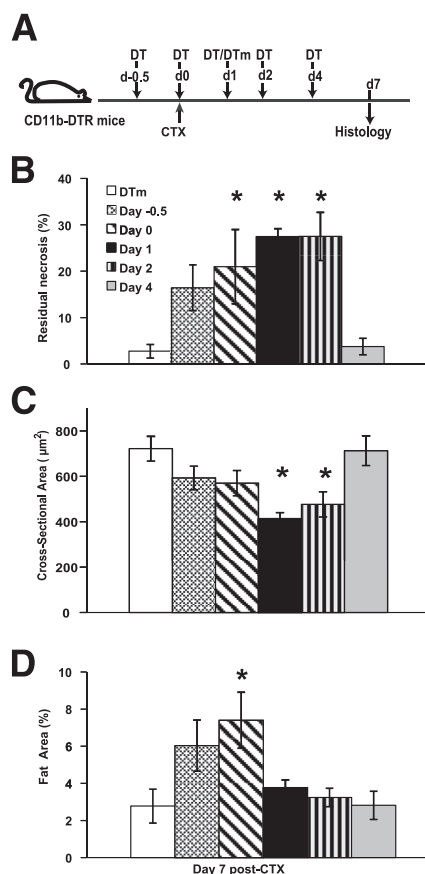 A
DT DT DT/DTm DT DT
d-0.5 d0 d1 d2 d4 d7
CD11b-DTR mice
CTX Histology
B
Residual necrosis (%)
40
30
20
10
0
DTm
Day -0.5
Day 0
Day 1
Day 2
Day 4
* * *
C
Cross-Sectional Area (µm²)
800
600
400
200
0
* *
D
Fat Area (%)
10
8
6
4
2
0
*
Day 7 post-CTX